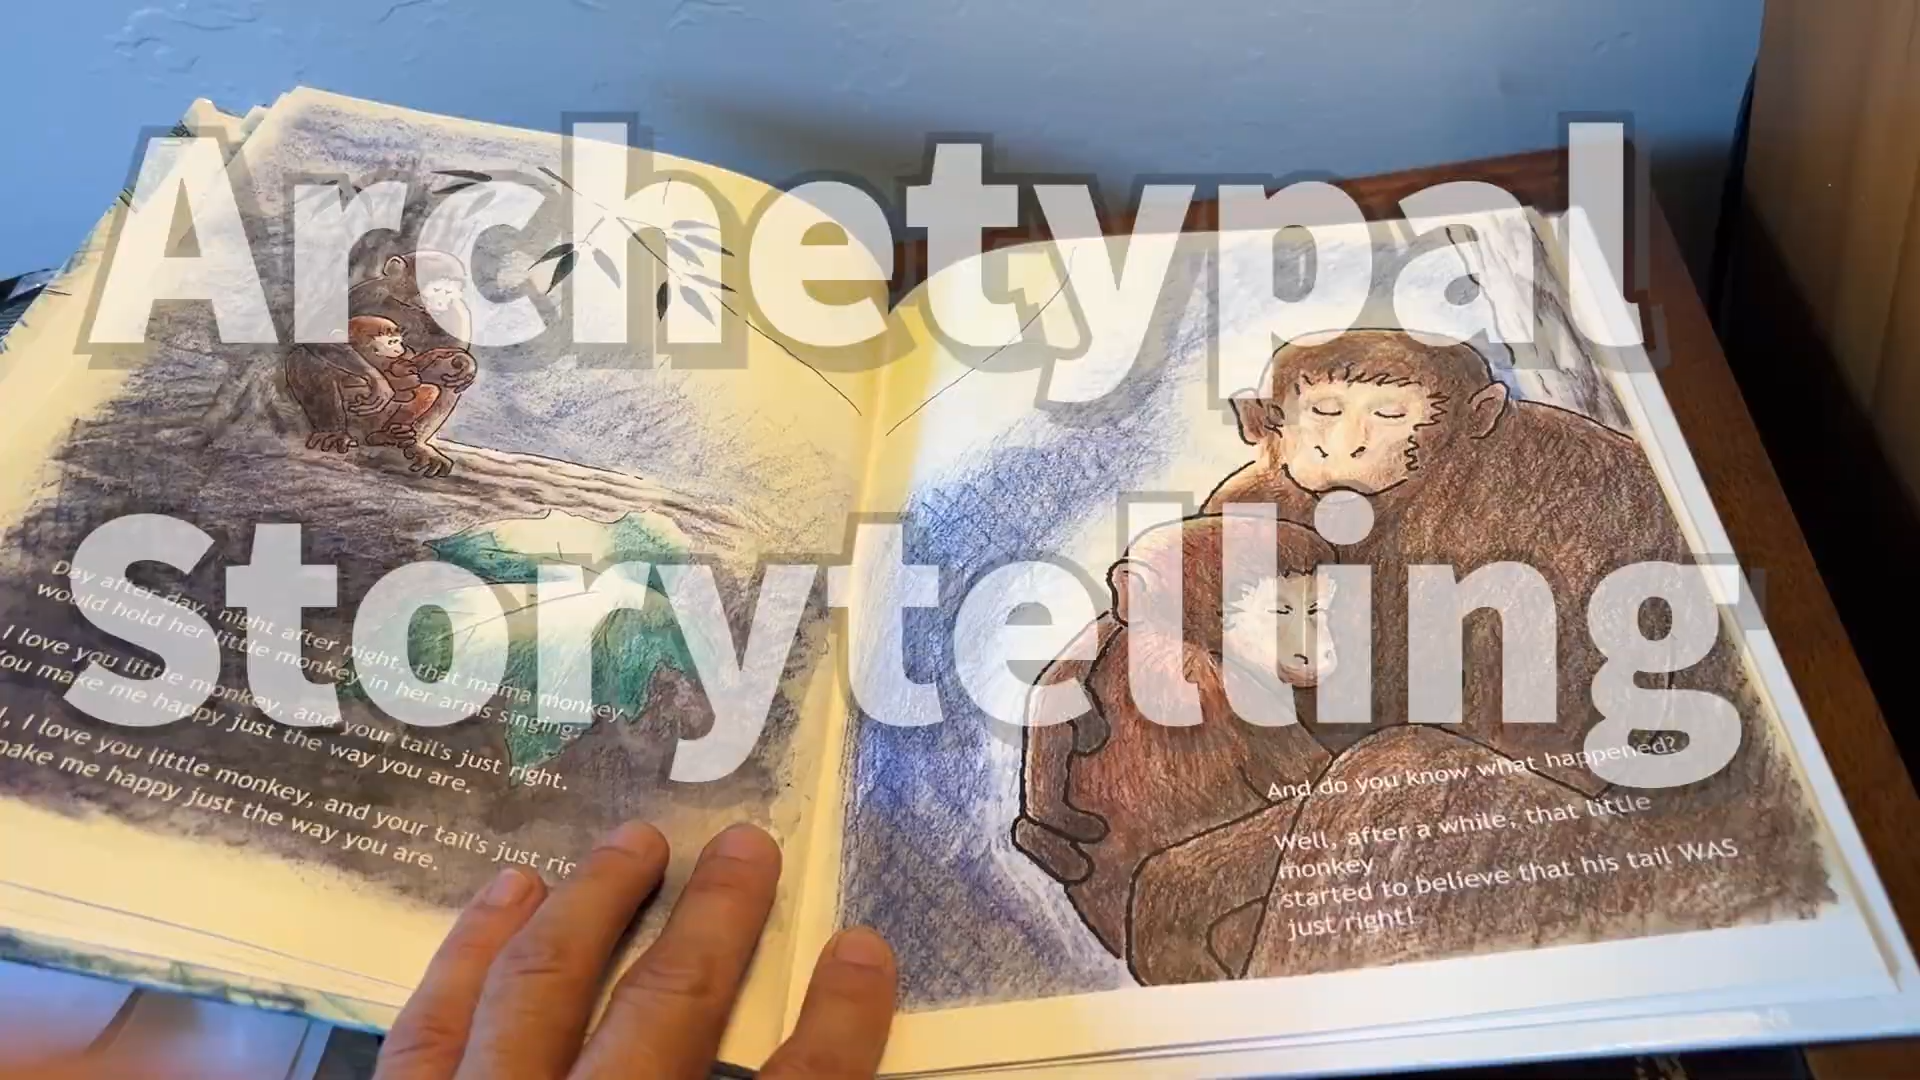 Archetypal
Storytelling
Day after day, night after night, that mama monkey
would hold her little monkey in her arms singing,
I love you little monkey, and your tail's just right.
You make me happy just the way you are.
I love you little monkey, and your tail's just
make me happy just the way you are.
And do you know what happened?
Well, after a while, that little
monkey
started to believe that his tail WAS
just right!